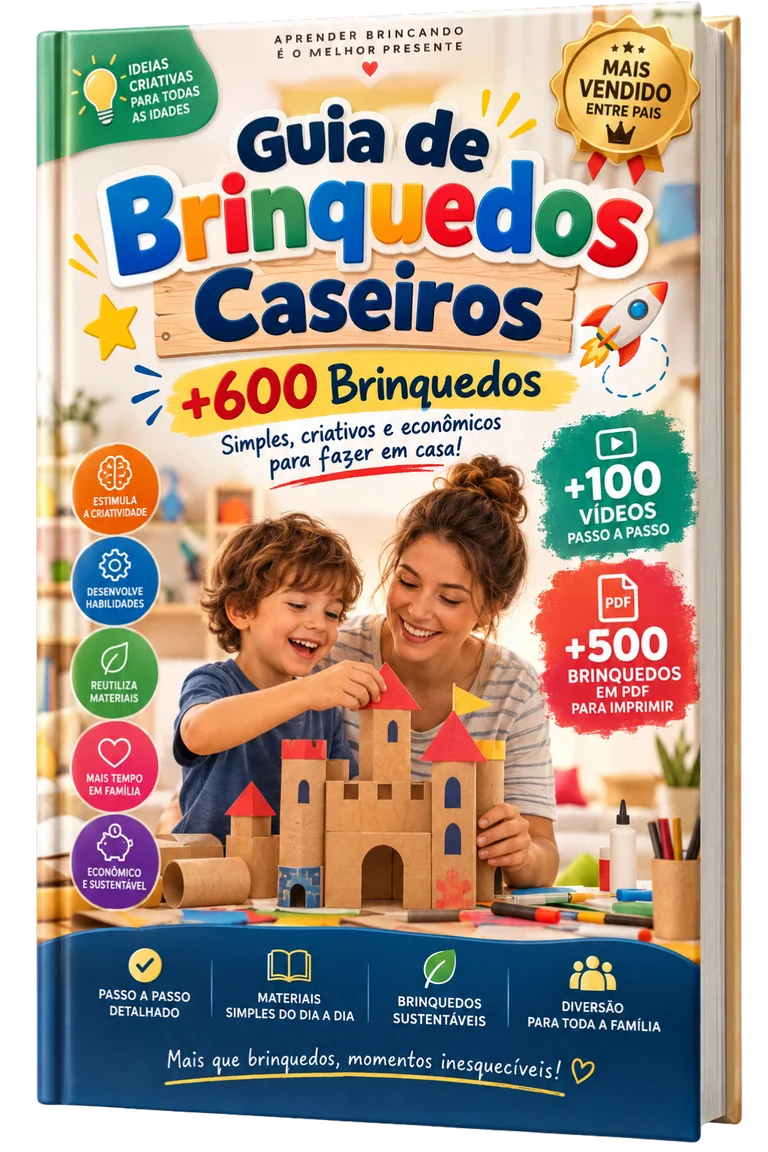 APRENDER BRINCANDO
É O MELHOR PRESENTE
IDEIAS
CRIATIVAS
PARA TODAS
AS IDADES
MAIS
VENDIDO
ENTRE PAIS
Guia de
Brinquedos
Caseiros
+600 Brinquedos
Simples, criativos e econômicos
para fazer em casa!
+100
VÍDEOS
PASSO A PASSO
PDF
+500
BRINQUEDOS
EM PDF
PARA IMPRIMIR
ESTIMULA
A CRIATIVIDADE
DESENVOLVE
HABILIDADES
REUTILIZA
MATERIAIS
MAIS TEMPO
EM FAMÍLIA
ECONÔMICO
E SUSTENTÁVEL
PASSO A PASSO
DETALHADO
MATERIAIS
SIMPLES DO DIA A DIA
BRINQUEDOS
SUSTENTÁVEIS
DIVERSÃO
PARA TODA A FAMÍLIA
Mais que brinquedos, momentos inesquecíveis!